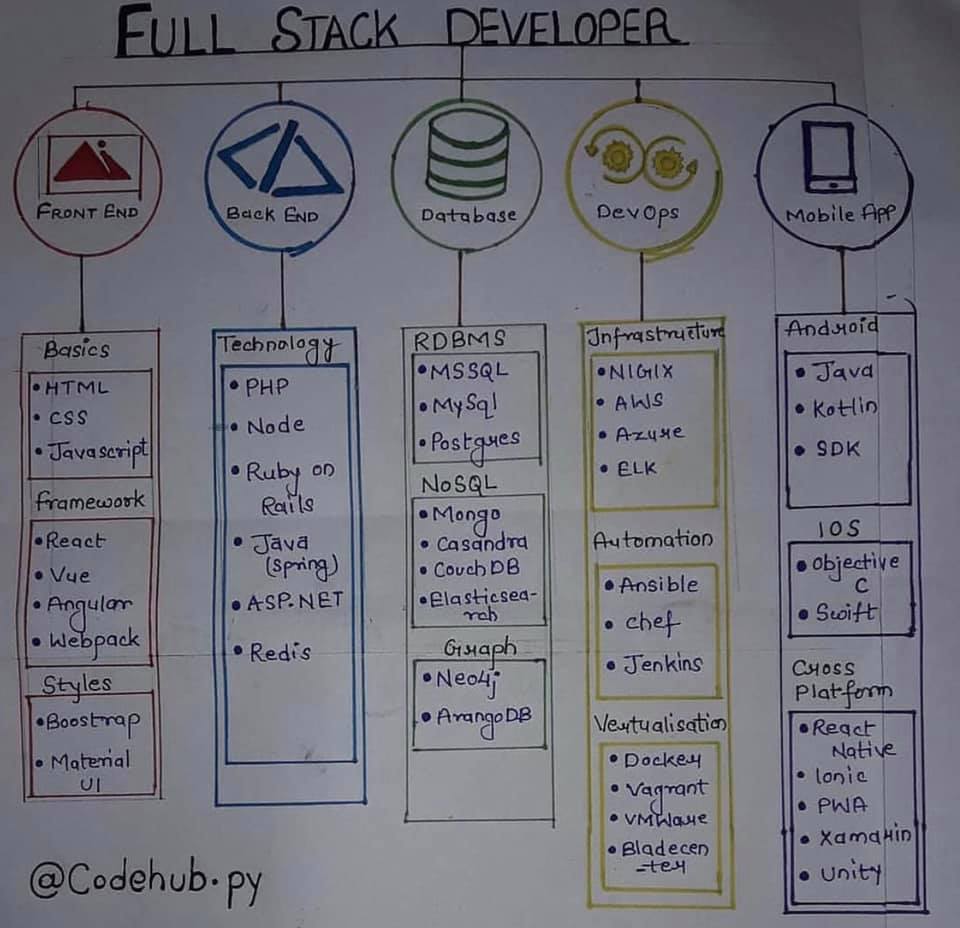 FULL STACK DEVELOPER
FRONT END
Basics
• HTML
• CSS
• Javascript
framework
• React
• Vue
• Angular
• Webpack
Styles
• Boostrap
• Material
UI
Back END
Technology
• PHP
• Node
• Ruby on
Rails
• Java
(Spring)
• ASP.NET
• Redis
Database
RDBMS
• MSSQL
• MySql
• Postgres
NoSQL
• Mongo
• Casandra
• CouchDB
• Elasticsea-
rch
Graph
• Neo4j
• ArangoDB
DevOps
Infrastructure
• NIGIX
• AWS
• Azure
• ELK
Automation
• Ansible
• chef
• Jenkins
Vertualisation
• Docker
• Vagrant
• VMWare
• Bladecen
-ter
Mobile App
Android
• Java
• Kotlin
• SDK
IOS
• Objective
C
• Swift
Cross
Platform
• React
Native
• Ionic
• PWA
• Xamarin
• Unity
@Codehub.py